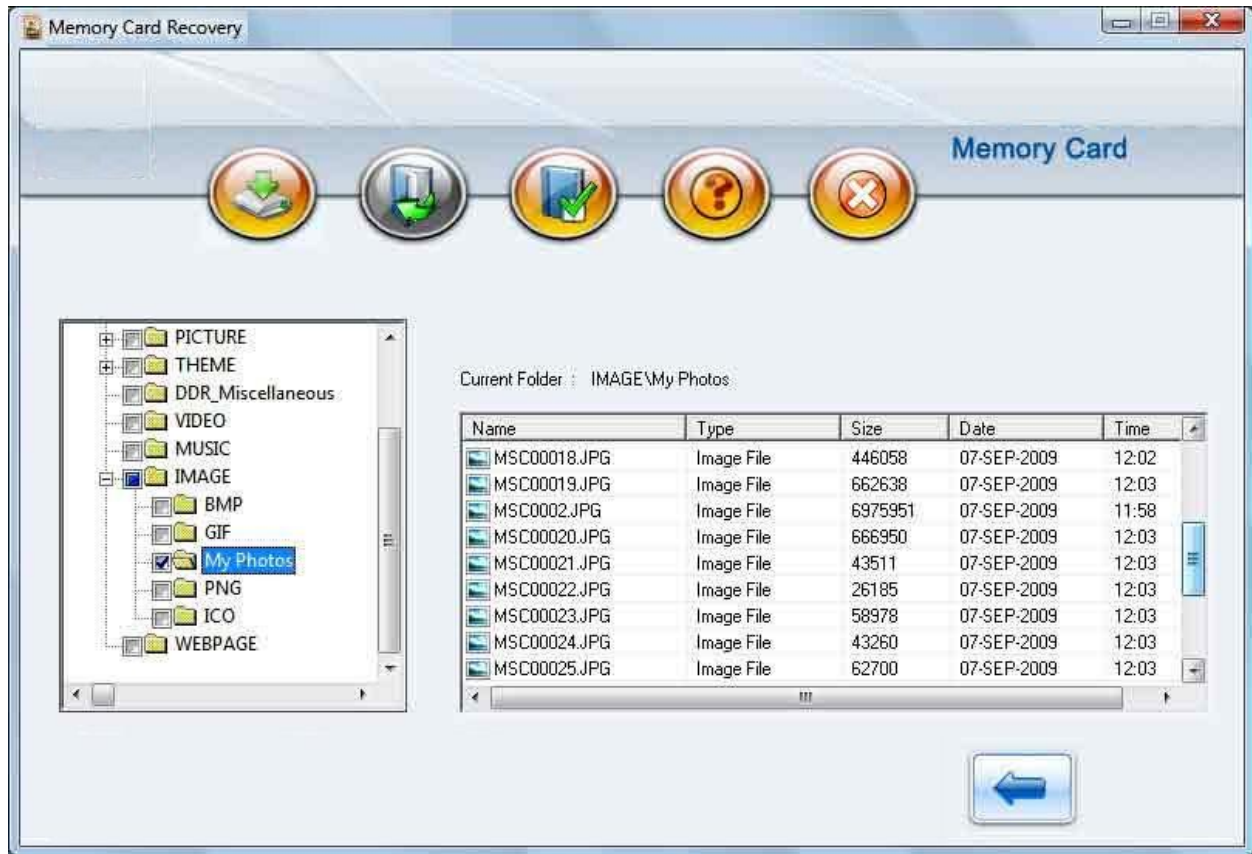 Memory Card Recovery
Memory Card
PICTURE
THEME
DDR_Miscellaneous
VIDEO
MUSIC
IMAGE
BMP
GIF
My Photos
PNG
ICO
WEBPAGE
Current Folder : IMAGE\My Photos
Name Type Size Date Time
MSC00018.JPG Image File 446058 07-SEP-2009 12:02
MSC00019.JPG Image File 662638 07-SEP-2009 12:03
MSC0002.JPG Image File 6975951 07-SEP-2009 11:58
MSC00020.JPG Image File 666950 07-SEP-2009 12:03
MSC00021.JPG Image File 43511 07-SEP-2009 12:03
MSC00022.JPG Image File 26185 07-SEP-2009 12:03
MSC00023.JPG Image File 58978 07-SEP-2009 12:03
MSC00024.JPG Image File 43260 07-SEP-2009 12:03
MSC00025.JPG Image File 62700 07-SEP-2009 12:03